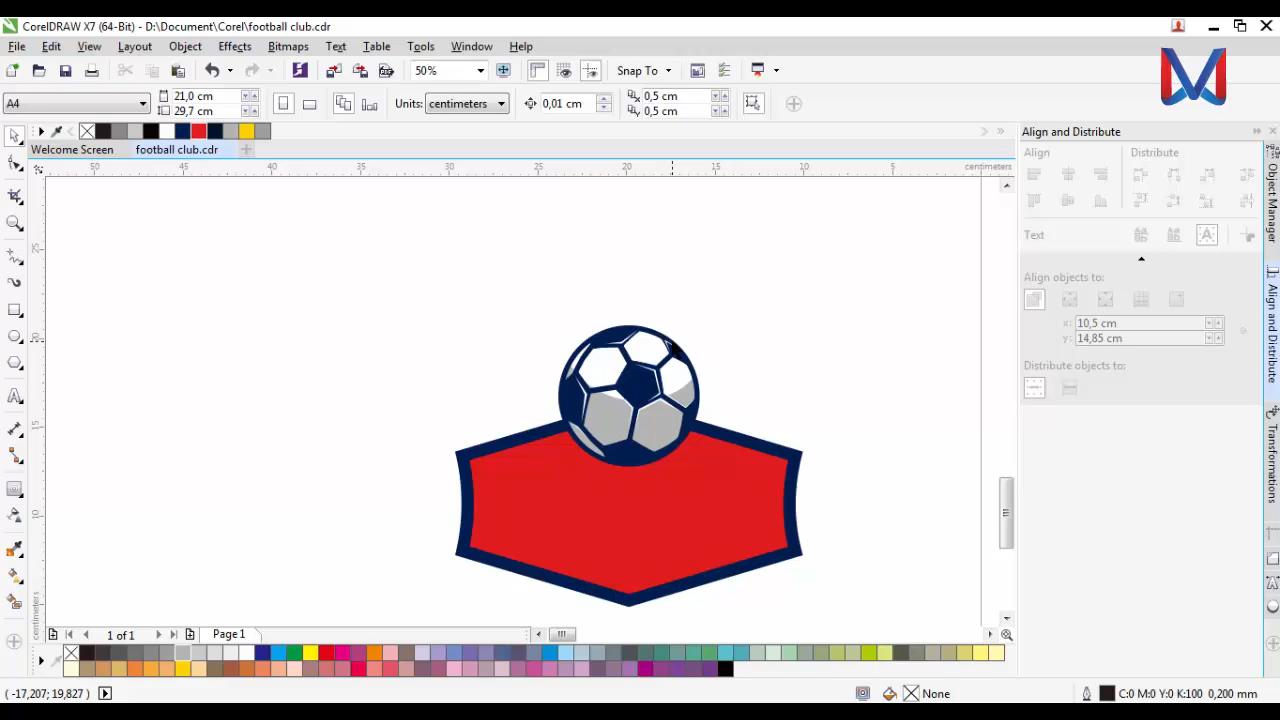 CorelDRAW X7 (64-Bit) - D:\Document\Corel\football club.cdr
File Edit View Layout Object Effects Bitmaps Text Table Tools Window Help
50% Snap To
A4 21,0 cm 29,7 cm Units: centimeters 0,01 cm 0,5 cm 0,5 cm
Welcome Screen football club.cdr
Align and Distribute
Align Distribute
50 45 40 35 30 25 20 15 10 5 centimeters
Text
Align objects to:
x: 10,5 cm
y: 14,85 cm
Distribute objects to:
25
20
15
10
centimeters
Object Manager
Align and Distribute
Transformations
1 of 1 Page 1
( -17,207; 19,827 ) None C:0 M:0 Y:0 K:100 0,200 mm